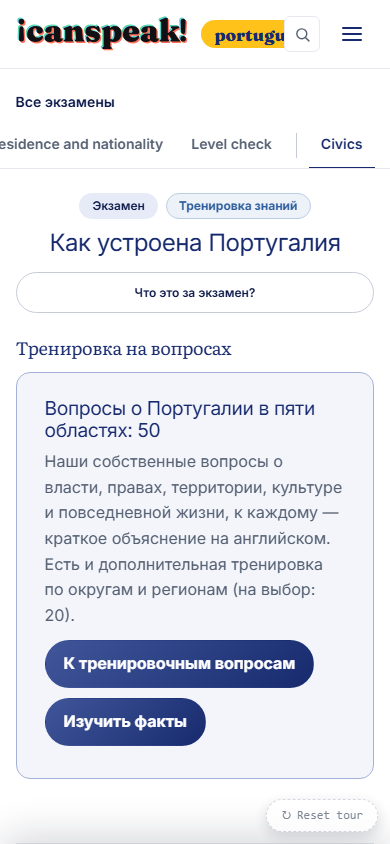 icanspeak!
Все экзамены
and nationality
Level check
Civics
Экзамен
Тренировка знаний
Как устроена Португалия
Что это за экзамен?
Тренировка на вопросах
Вопросы о Португалии в пяти
областях: 50
Наши собственные вопросы о
власти, правах, территории, культуре
и повседневной жизни, к каждому —
краткое объяснение на английском.
Есть и дополнительная тренировка
по округам и регионам (на выбор:
20).
К тренировочным вопросам
Изучить факты
↻ Reset tour